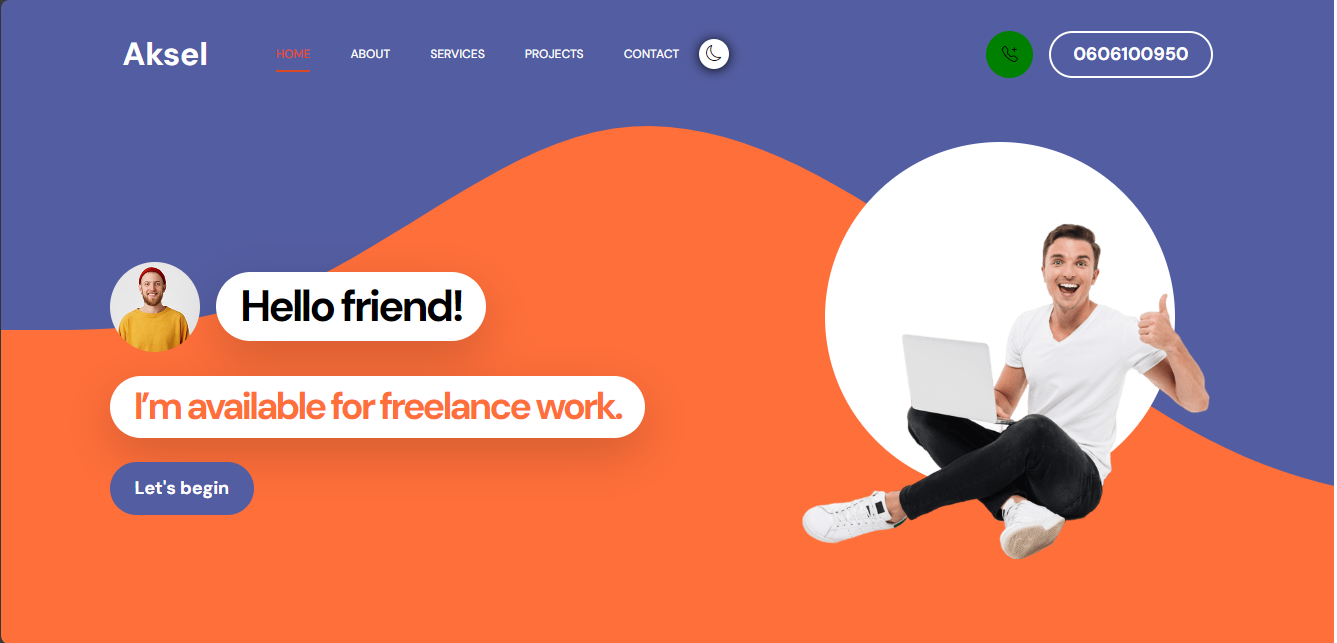 Aksel
HOME
ABOUT
SERVICES
PROJECTS
CONTACT
0606100950
Hello friend!
I’m available for freelance work.
Let's begin